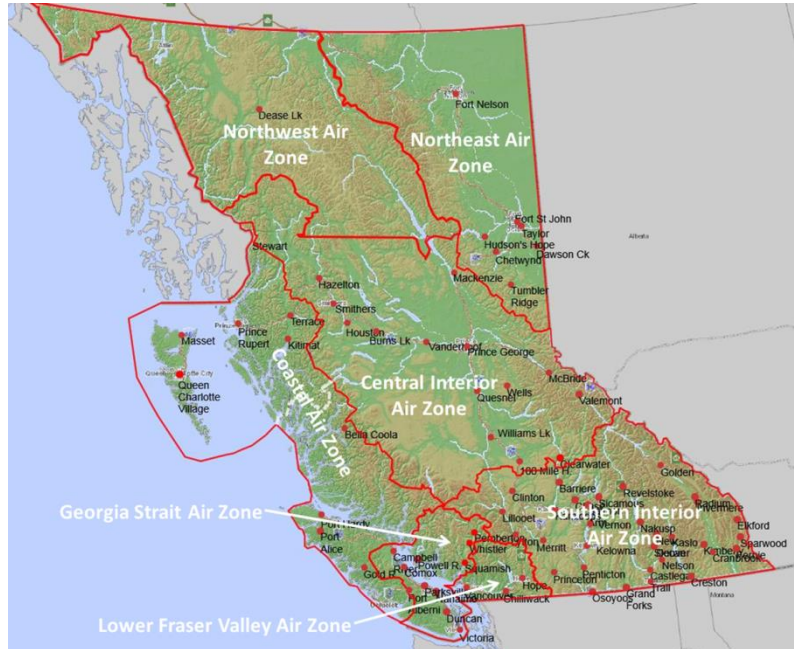 Dease Lk
Northwest Air
Zone
Fort Nelson
Northeast Air
Zone
Fort St John
Taylor
Hudson's Hope
Dawson Ck
Chetwynd
Alberta
Stewart
Mackenzie
Tumbler
Ridge
Hazelton
Smithers
Terrace
Houston
Burns Lk
Kitimat
Prince
Rupert
Masset
Queen
Charlotte
Village
Vanderhoof
Prince George
Coastal Air Zone
Central Interior
Air Zone
McBride
Valemont
Wells
Quesnel
Williams Lk
Bella Coola
100 Mile H.
Clearwater
Golden
Barriere
Clinton
Sicamous
Revelstoke
Radium
Invermere
Elkford
Sparwood
Georgia Strait Air Zone
Southern Interior
Air Zone
Lillooet
Vernon
Nakusp
Kaslo
Cranbrook
Port Hardy
Port
Alice
Pemberton
Whistler
Merritt
Kelowna
Nelson
Creston
Campbell
Powell R.
Comox
Gold R.
Squamish
Hope
Princeton
Penticton
Trail
Grand
Forks
Osoyoos
Parksville
Port
Alberni
Vancouver
Chilliwack
Duncan
Victoria
Lower Fraser Valley Air Zone
Montana